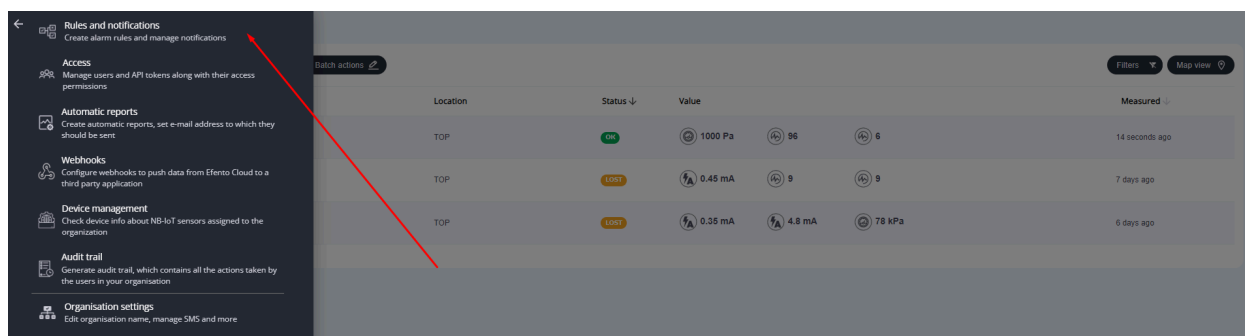 Rules and notifications
Create alarm rules and manage notifications
Access
Manage users and API tokens along with their access
permissions
Automatic reports
Create automatic reports, set e-mail address to which they
should be sent
Webhooks
Configure webhooks to push data from Efento Cloud to a
third party application
Device management
Check device info about NB-IoT sensors assigned to the
organization
Audit trail
Generate audit trail, which contains all the actions taken by
the users in your organisation
Organisation settings
Edit organisation name, manage SMS and more
Batch actions
Filters
Map view
Location Status Value Measured
TOP OK 1000 Pa 96 6 14 seconds ago
TOP LOST 0.45 mA 9 9 7 days ago
TOP LOST 0.35 mA 4.8 mA 78 kPa 6 days ago